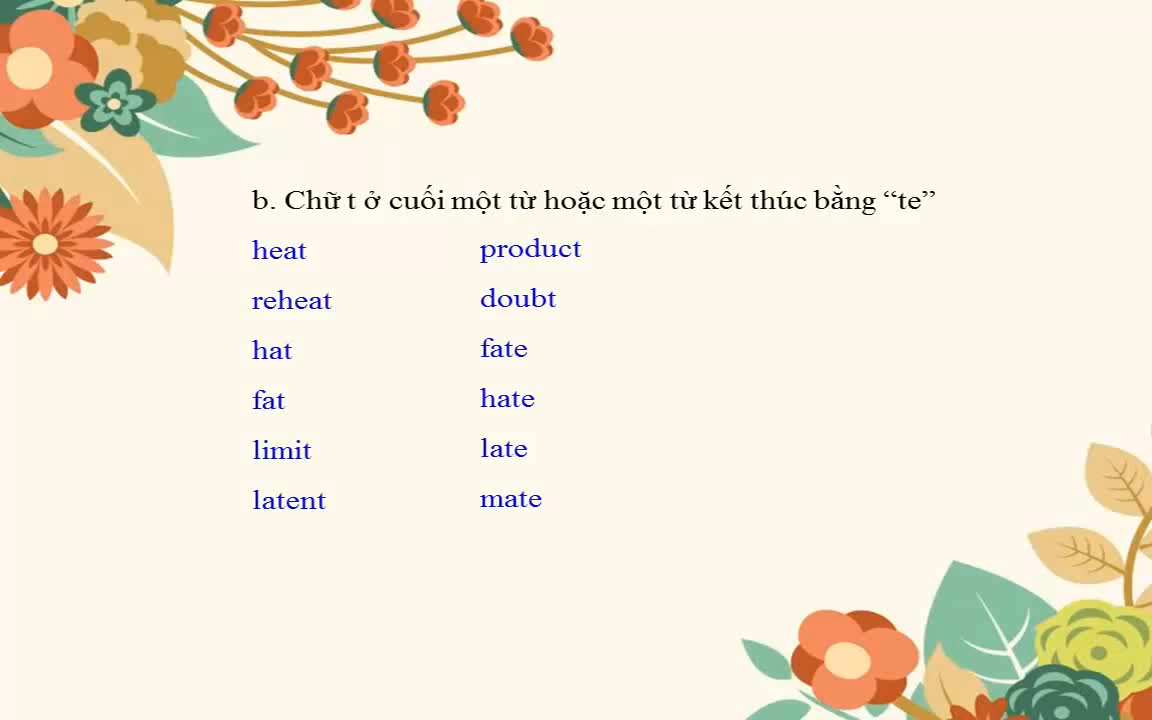 b. Chữ t ở cuối một từ hoặc một từ kết thúc bằng “te”
heat
reheat
hat
fat
limit
latent
product
doubt
fate
hate
late
mate